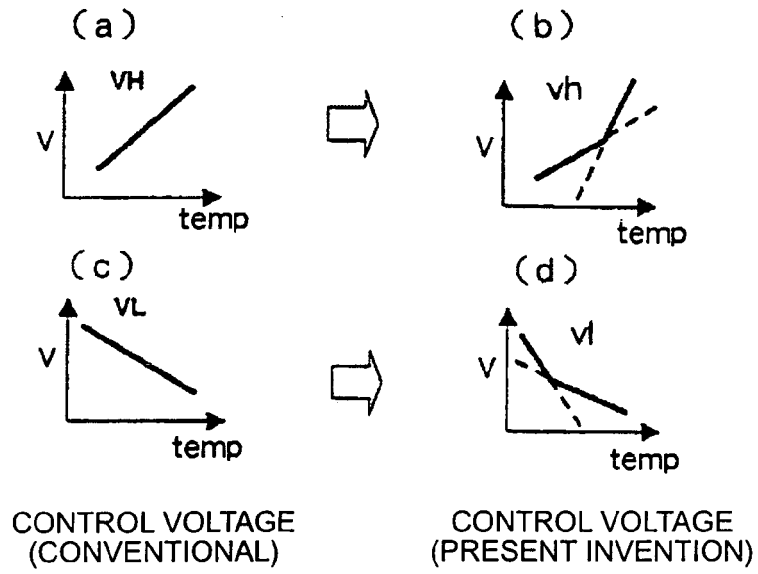 (a)
VH
V
temp
(b)
vh
V
temp
(c)
VL
V
temp
(d)
vl
V
temp
CONTROL VOLTAGE
(CONVENTIONAL)
CONTROL VOLTAGE
(PRESENT INVENTION)